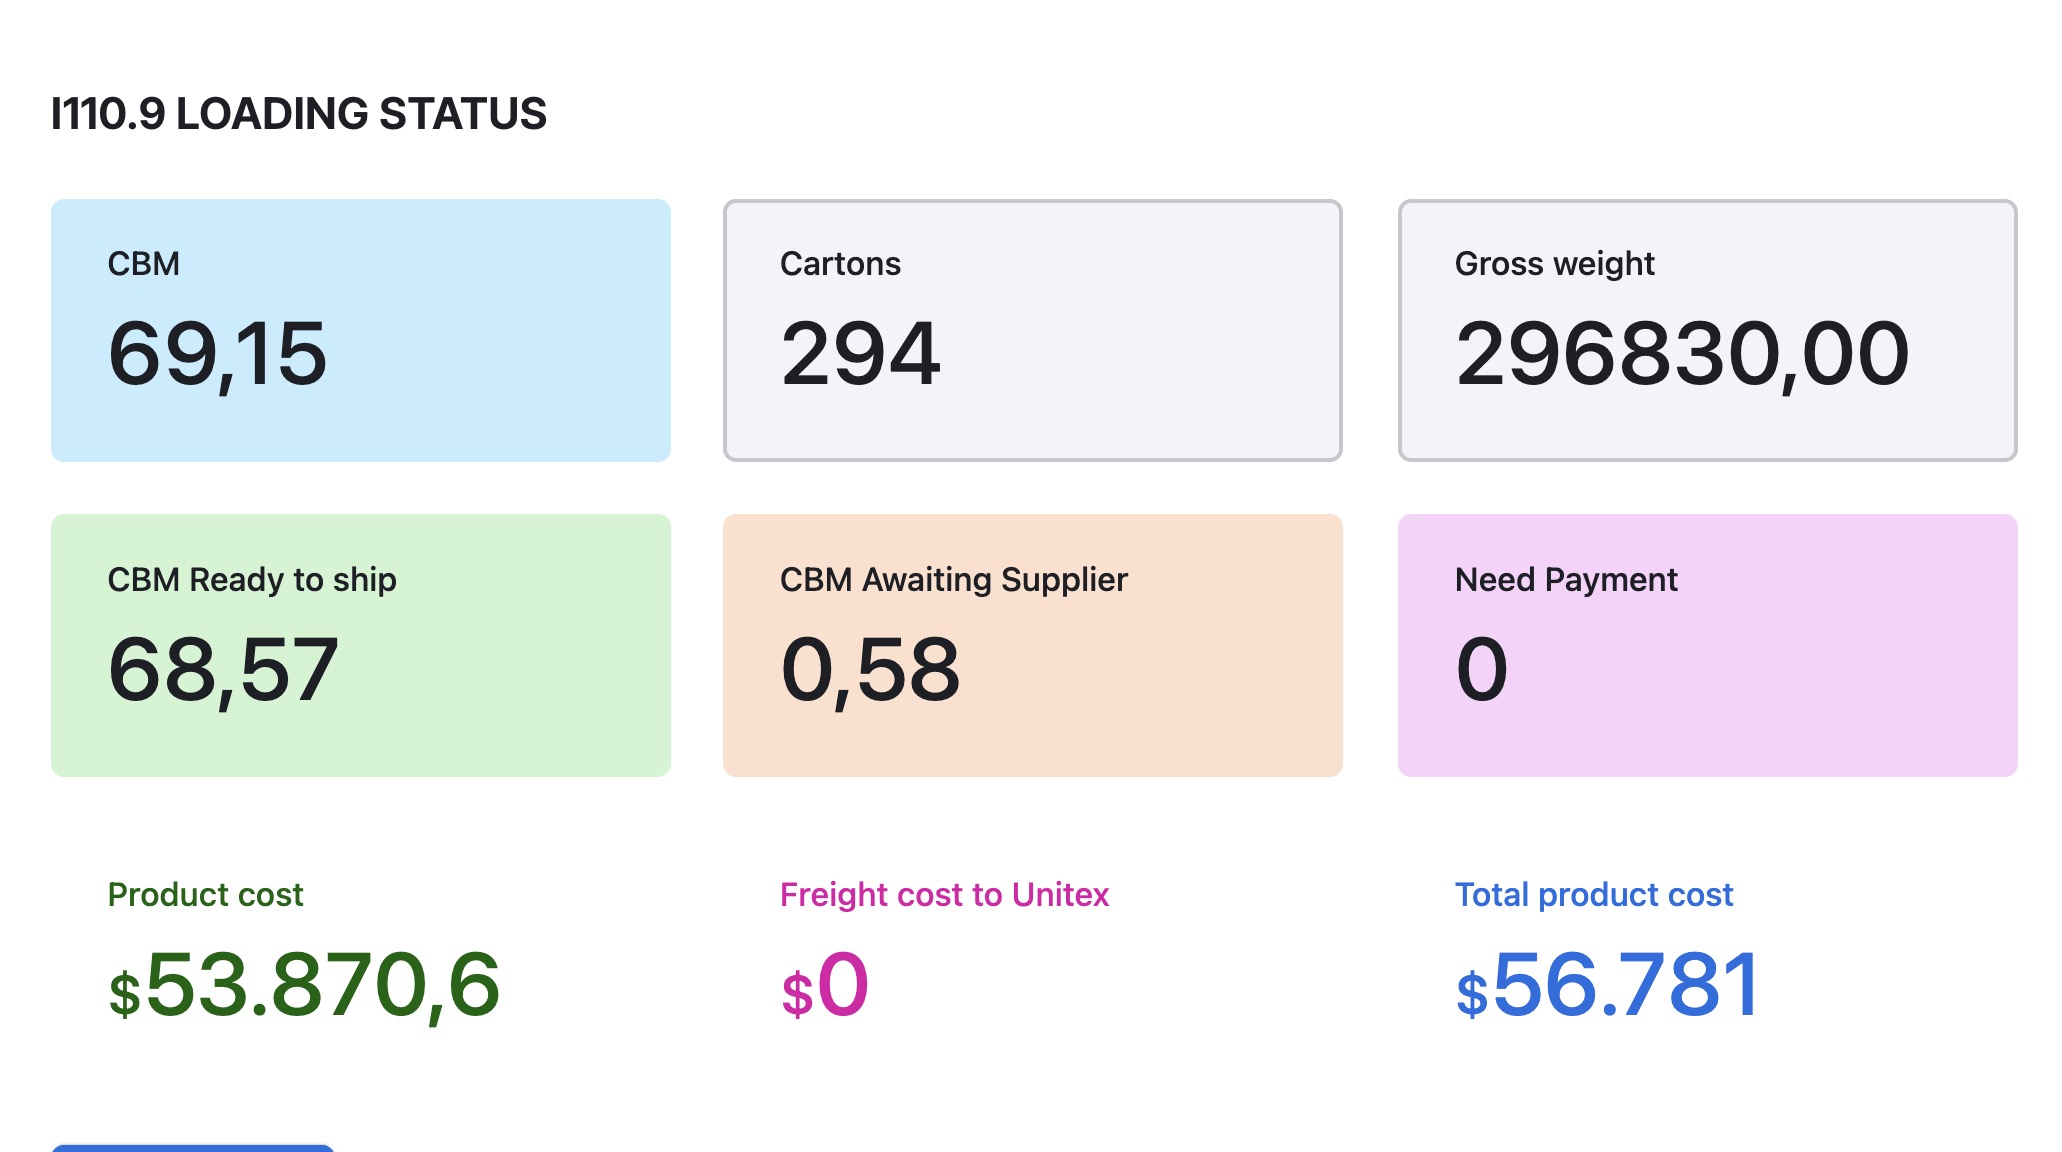 I110.9 LOADING STATUS
CBM
69,15
Cartons
294
Gross weight
296830,00
CBM Ready to ship
68,57
CBM Awaiting Supplier
0,58
Need Payment
0
Product cost
$53.870,6
Freight cost to Unitex
$0
Total product cost
$56.781